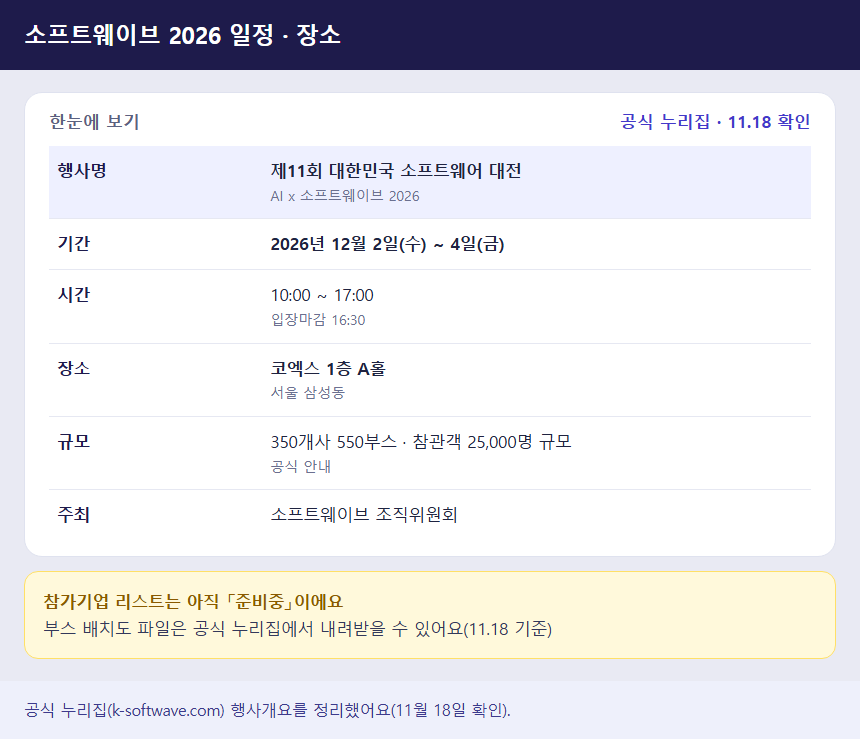 소프트웨이브 2026 일정 · 장소
한눈에 보기
공식 누리집 · 11.18 확인
행사명
제11회 대한민국 소프트웨어 대전
AI x 소프트웨이브 2026
기간
2026년 12월 2일(수) ~ 4일(금)
시간
10:00 ~ 17:00
입장마감 16:30
장소
코엑스 1층 A홀
서울 삼성동
규모
350개사 550부스 · 참관객 25,000명 규모
공식 안내
주최
소프트웨이브 조직위원회
참가기업 리스트는 아직 「준비중」이에요
부스 배치도 파일은 공식 누리집에서 내려받을 수 있어요(11.18 기준)
공식 누리집(k-softwave.com) 행사개요를 정리했어요(11월 18일 확인).